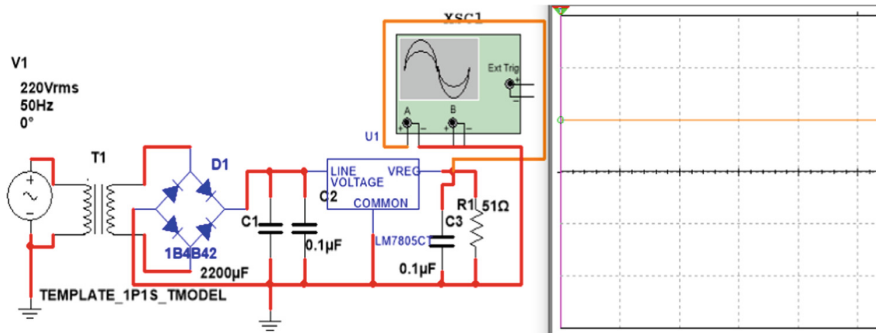 XSC1
Ext Trig
+
−
A
B
+ − + −
V1
220Vrms
50Hz
0°
T1
D1
1B4B42
U1
LINE VREG
VOLTAGE
COMMON
LM7805CT
C1
2200µF
C2
0.1µF
C3
0.1µF
R1 51Ω
TEMPLATE_1P1S_TMODEL